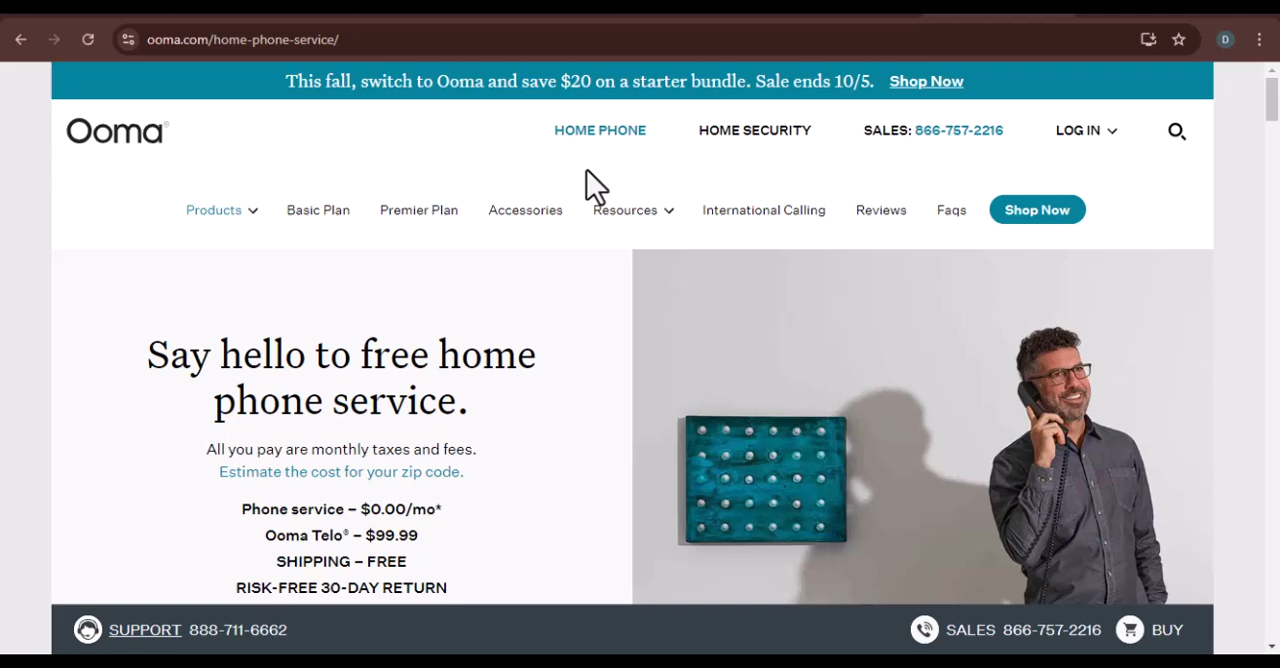 ooma.com/home-phone-service/
D
This fall, switch to Ooma and save $20 on a starter bundle. Sale ends 10/5. Shop Now
Ooma®
HOME PHONE HOME SECURITY SALES: 866-757-2216 LOG IN
Products Basic Plan Premier Plan Accessories Resources International Calling Reviews Faqs Shop Now
Say hello to free home
phone service.
All you pay are monthly taxes and fees.
Estimate the cost for your zip code.
Phone service – $0.00/mo*
Ooma Telo® – $99.99
SHIPPING – FREE
RISK-FREE 30-DAY RETURN
SUPPORT 888-711-6662 SALES 866-757-2216 BUY